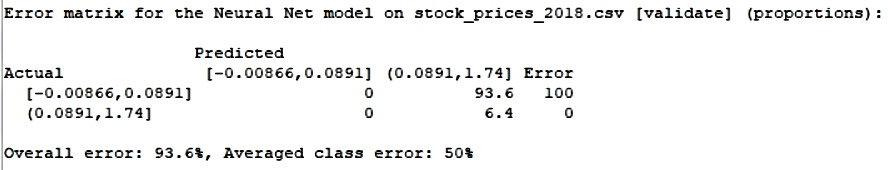 Error matrix for the Neural Net model on stock_prices_2018.csv [validate] (proportions):
Predicted
Actual [-0.00866,0.0891] (0.0891,1.74] Error
[-0.00866,0.0891] 0 93.6 100
(0.0891,1.74] 0 6.4 0
Overall error: 93.6%, Averaged class error: 50%